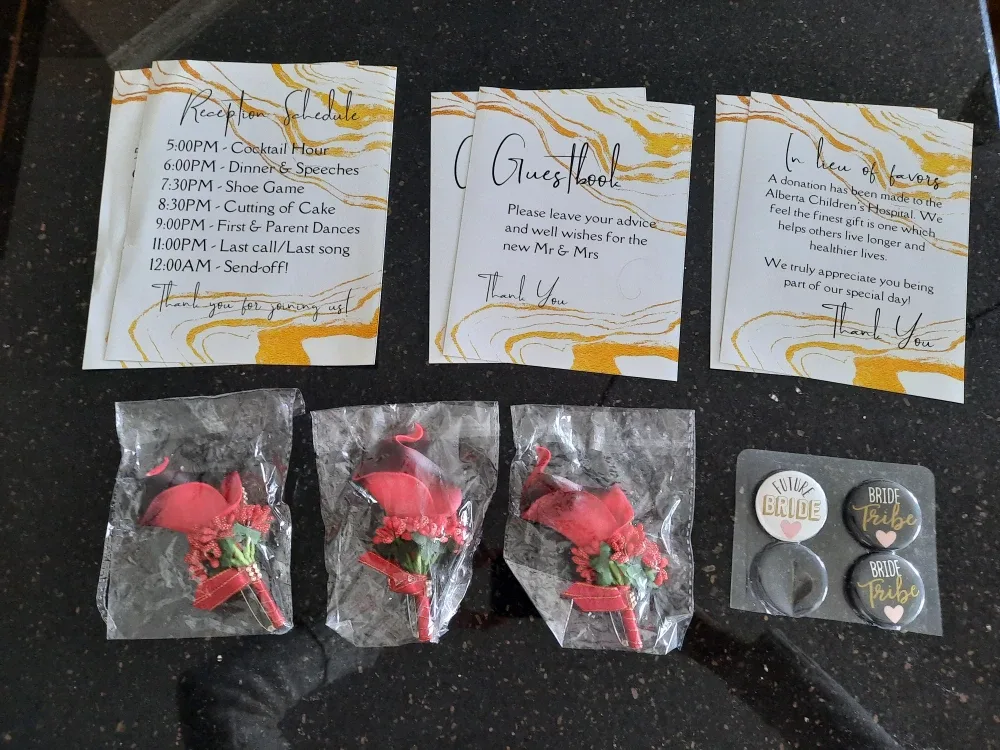 Reception Schedule
5:00PM - Cocktail Hour
6:00PM - Dinner & Speeches
7:30PM - Shoe Game
8:30PM - Cutting of Cake
9:00PM - First & Parent Dances
11:00PM - Last call/Last song
12:00AM - Send-off!
Thank you for joining us!
Guestbook
Please leave your advice
and well wishes for the
new Mr & Mrs
Thank You
In lieu of favors
A donation has been made to the
Alberta Children's Hospital. We
feel the finest gift is one which
helps others live longer and
healthier lives.
We truly appreciate you being
part of our special day!
Thank You
FUTURE
BRIDE
BRIDE
Tribe
BRIDE
Tribe